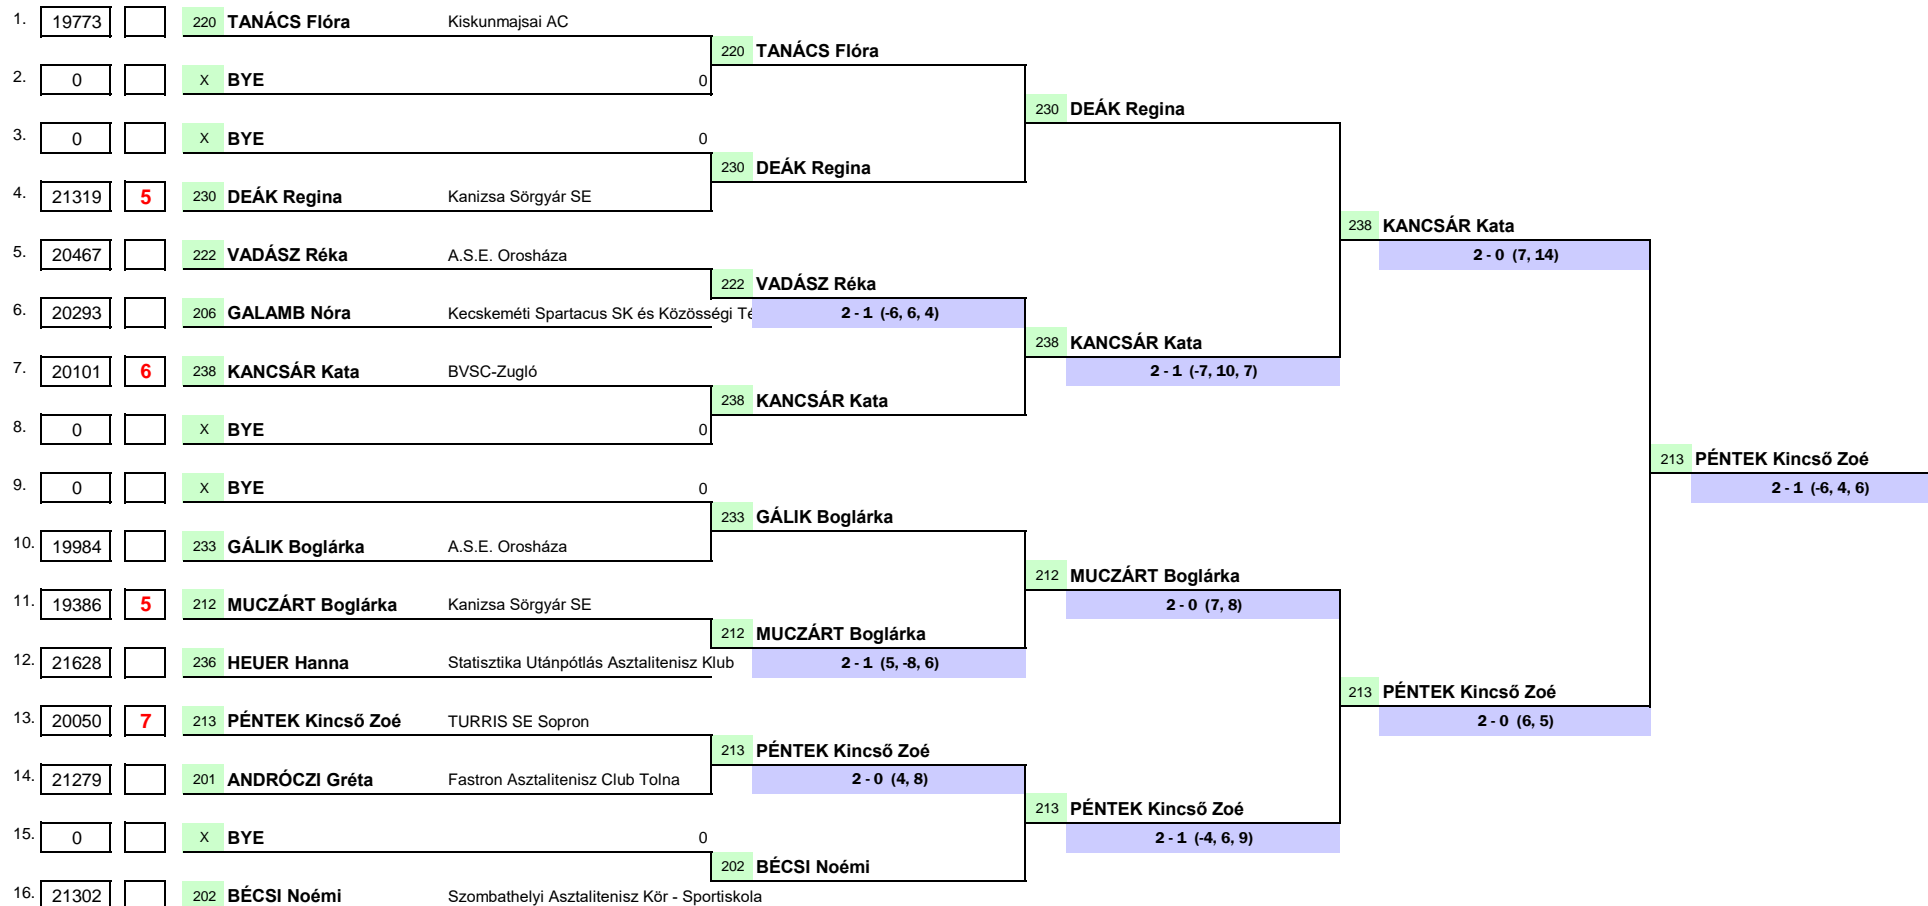 1. 19773 220 TANÁCS Flóra Kiskunmajsai AC
220 TANÁCS Flóra
2. 0 X BYE 0
230 DEÁK Regina
3. 0 X BYE 0
230 DEÁK Regina
4. 21319 5 230 DEÁK Regina Kanizsa Sörgyár SE
238 KANCSÁR Kata
5. 20467 222 VADÁSZ Réka A.S.E. Orosháza 2 - 0 (7, 14)
222 VADÁSZ Réka
6. 20293 206 GALAMB Nóra Kecskeméti Spartacus SK és Közösségi Té 2 - 1 (-6, 6, 4)
238 KANCSÁR Kata
7. 20101 6 238 KANCSÁR Kata BVSC-Zugló 2 - 1 (-7, 10, 7)
238 KANCSÁR Kata
8. 0 X BYE 0
213 PÉNTEK Kincső Zoé
9. 0 X BYE 0 2 - 1 (-6, 4, 6)
233 GÁLIK Boglárka
10. 19984 233 GÁLIK Boglárka A.S.E. Orosháza
212 MUCZÁRT Boglárka
11. 19386 5 212 MUCZÁRT Boglárka Kanizsa Sörgyár SE 2 - 0 (7, 8)
212 MUCZÁRT Boglárka
12. 21628 236 HEUER Hanna Statisztika Utánpótlás Asztalitenisz Klub 2 - 1 (5, -8, 6)
213 PÉNTEK Kincső Zoé
13. 20050 7 213 PÉNTEK Kincső Zoé TURRIS SE Sopron 2 - 0 (6, 5)
213 PÉNTEK Kincső Zoé
14. 21279 201 ANDRÓCZI Gréta Fastron Asztalitenisz Club Tolna 2 - 0 (4, 8)
213 PÉNTEK Kincső Zoé
15. 0 X BYE 0 2 - 1 (-4, 6, 9)
202 BÉCSI Noémi
16. 21302 202 BÉCSI Noémi Szombathelyi Asztalitenisz Kör - Sportiskola